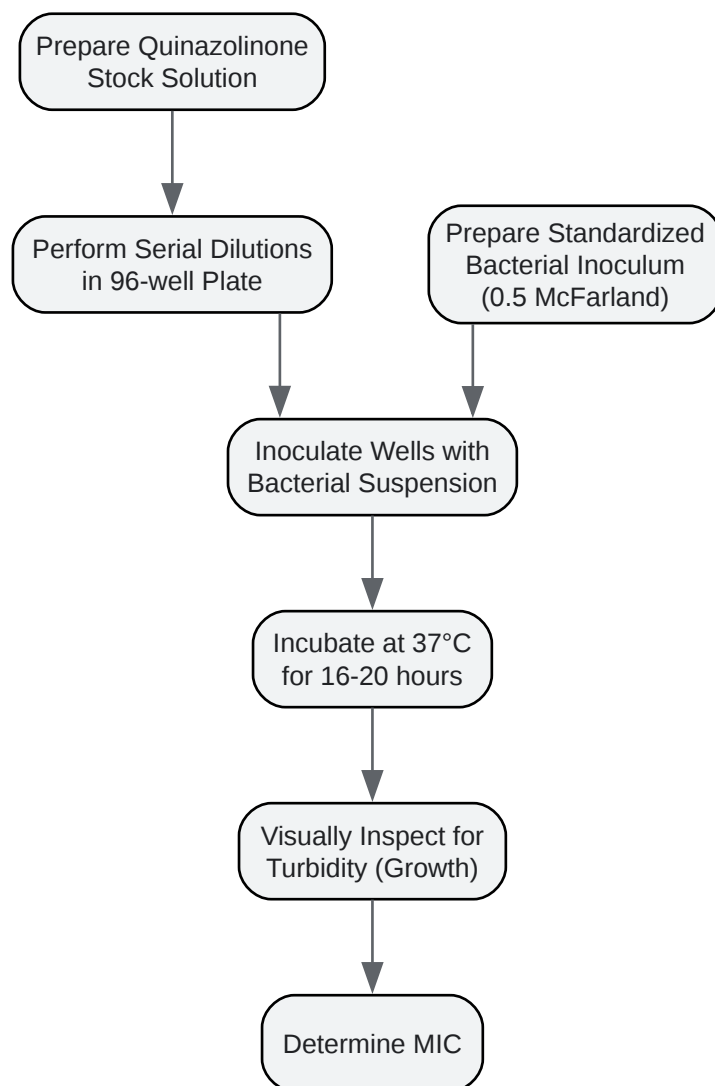 Prepare Quinazolinone
Stock Solution
Perform Serial Dilutions
in 96-well Plate
Prepare Standardized
Bacterial Inoculum
(0.5 McFarland)
Inoculate Wells with
Bacterial Suspension
Incubate at 37°C
for 16-20 hours
Visually Inspect for
Turbidity (Growth)
Determine MIC